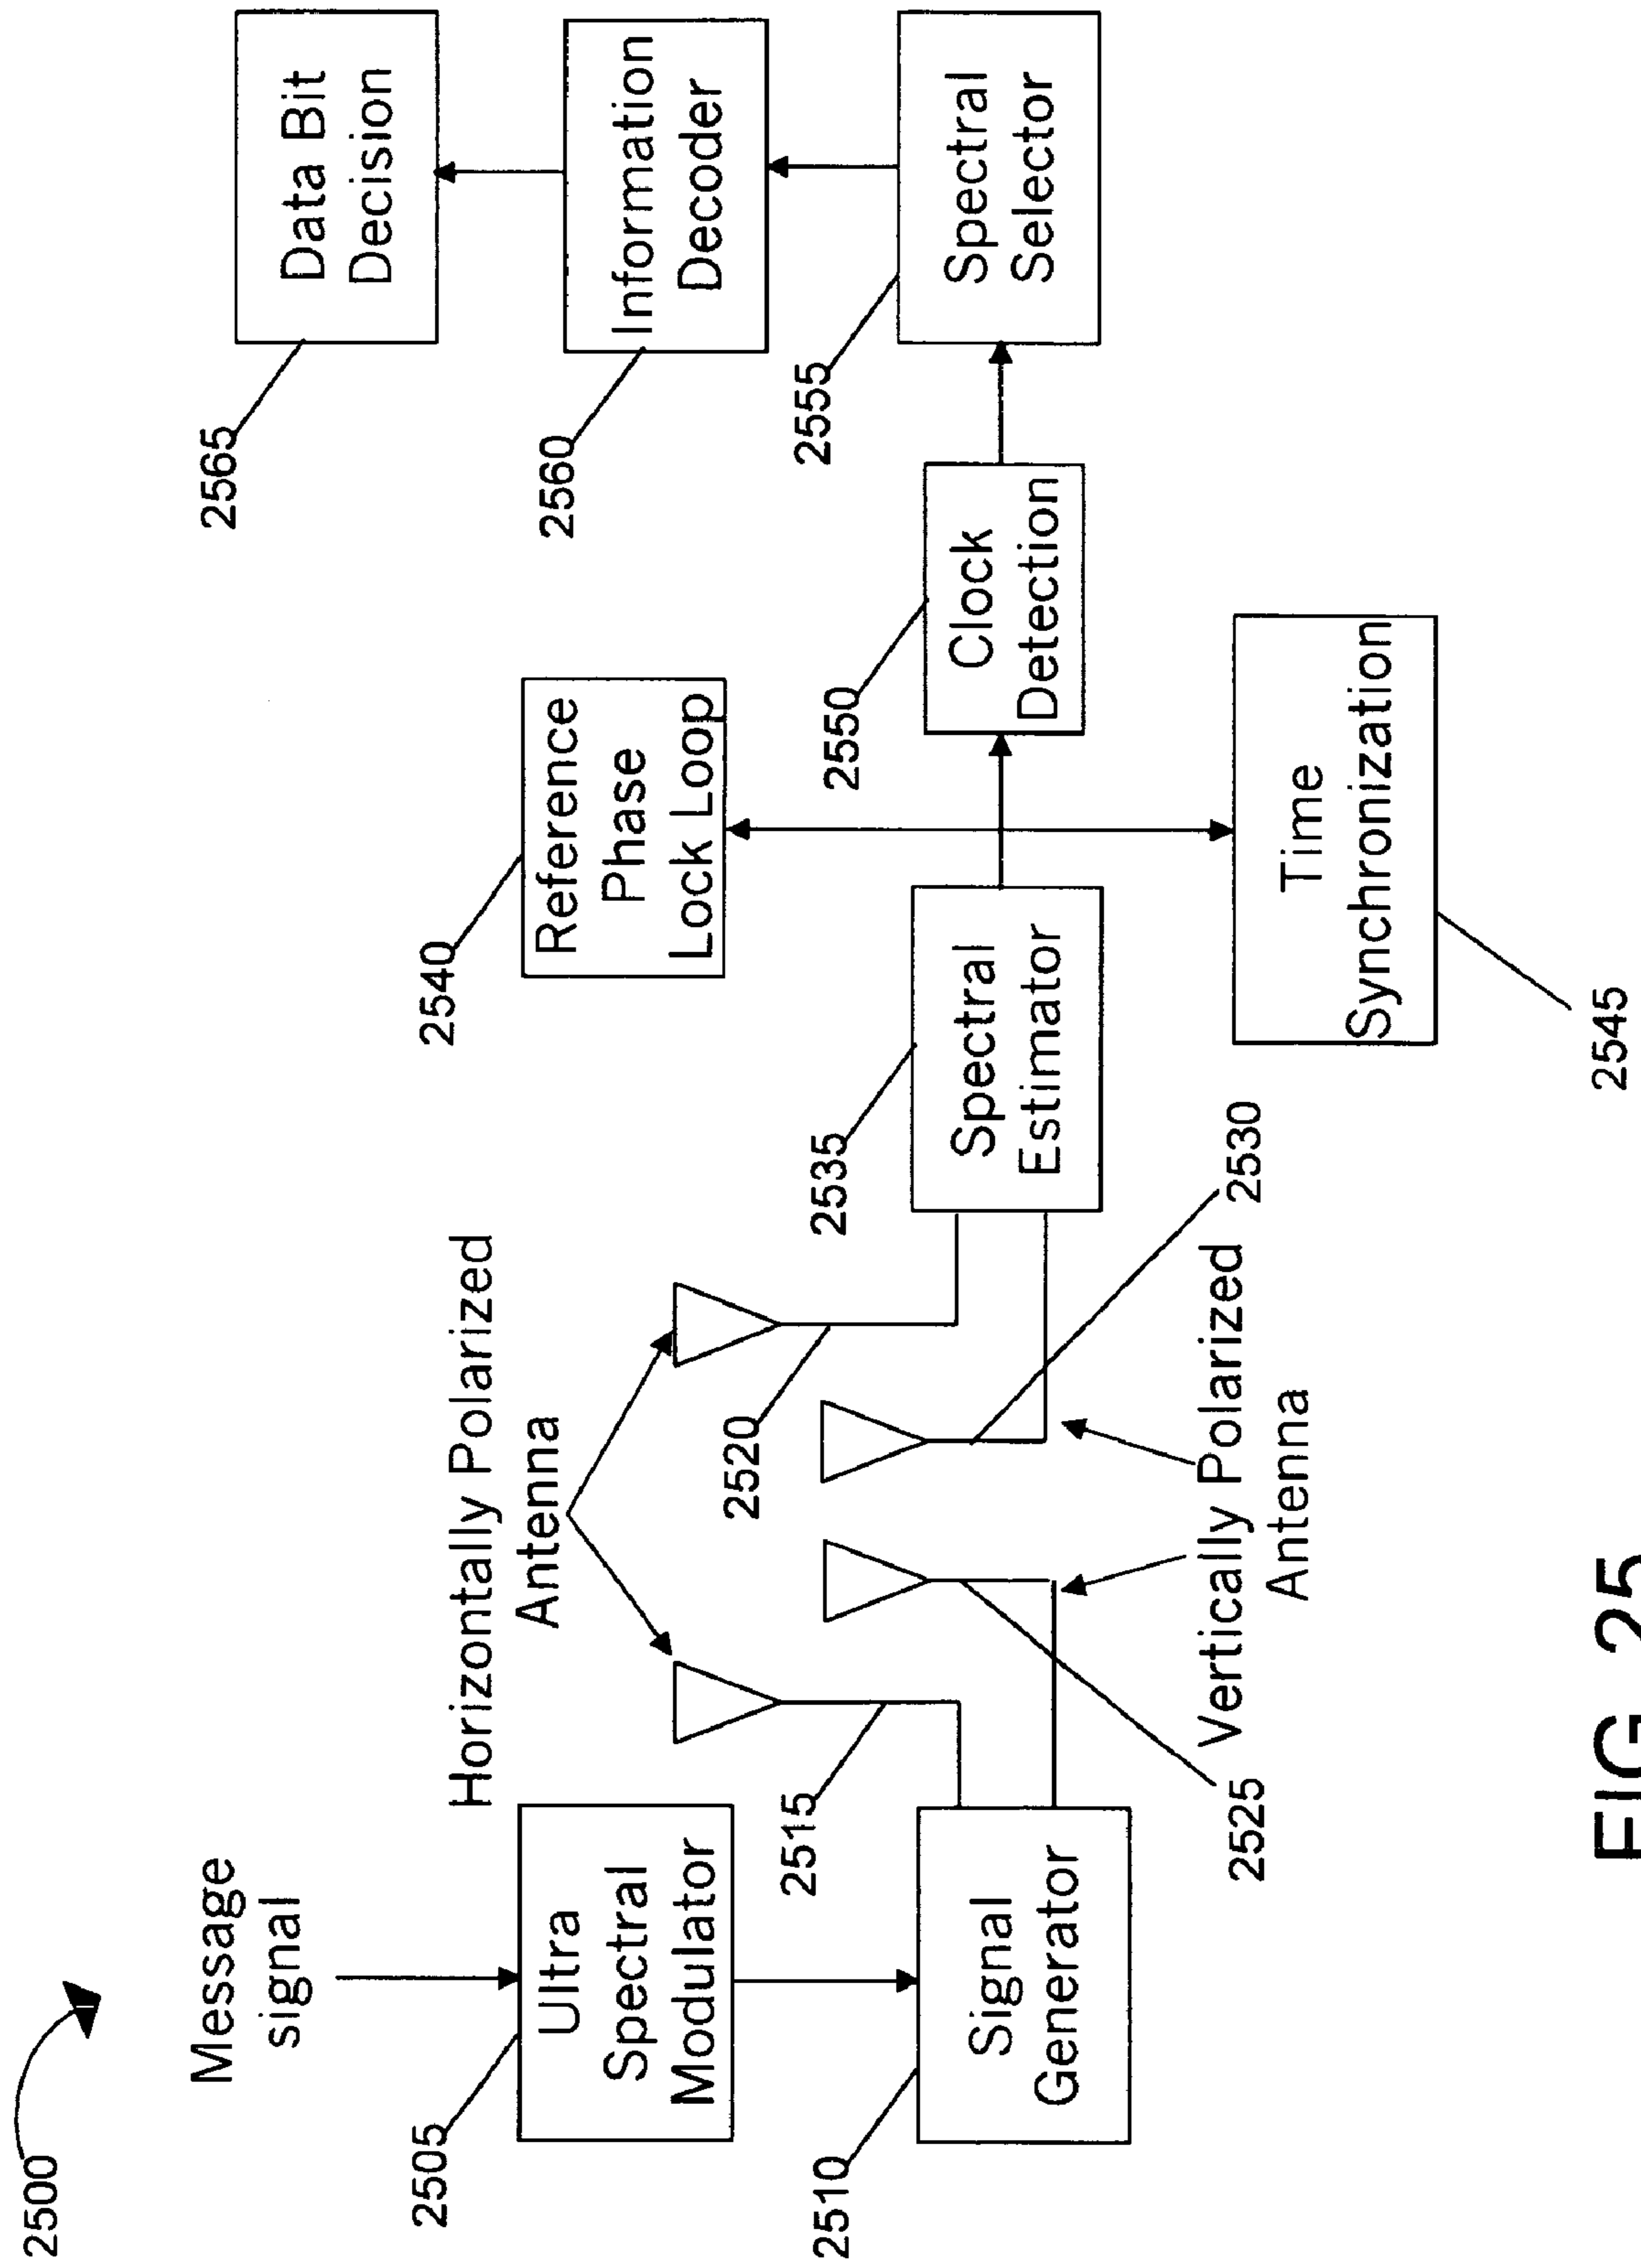 2500
Message
signal
2505
Ultra
Spectral
Modulator
2510
Signal
Generator
Horizontally Polarized
Antenna
2515
2520
2525
2530
Vertically Polarized
Antenna
2535
Spectral
Estimator
2540
Reference
Phase
Lock Loop
Time
Synchronization
2545
2550
Clock
Detection
2555
Spectral
Selector
2560
Information
Decoder
2565
Data Bit
Decision
FIG. 25